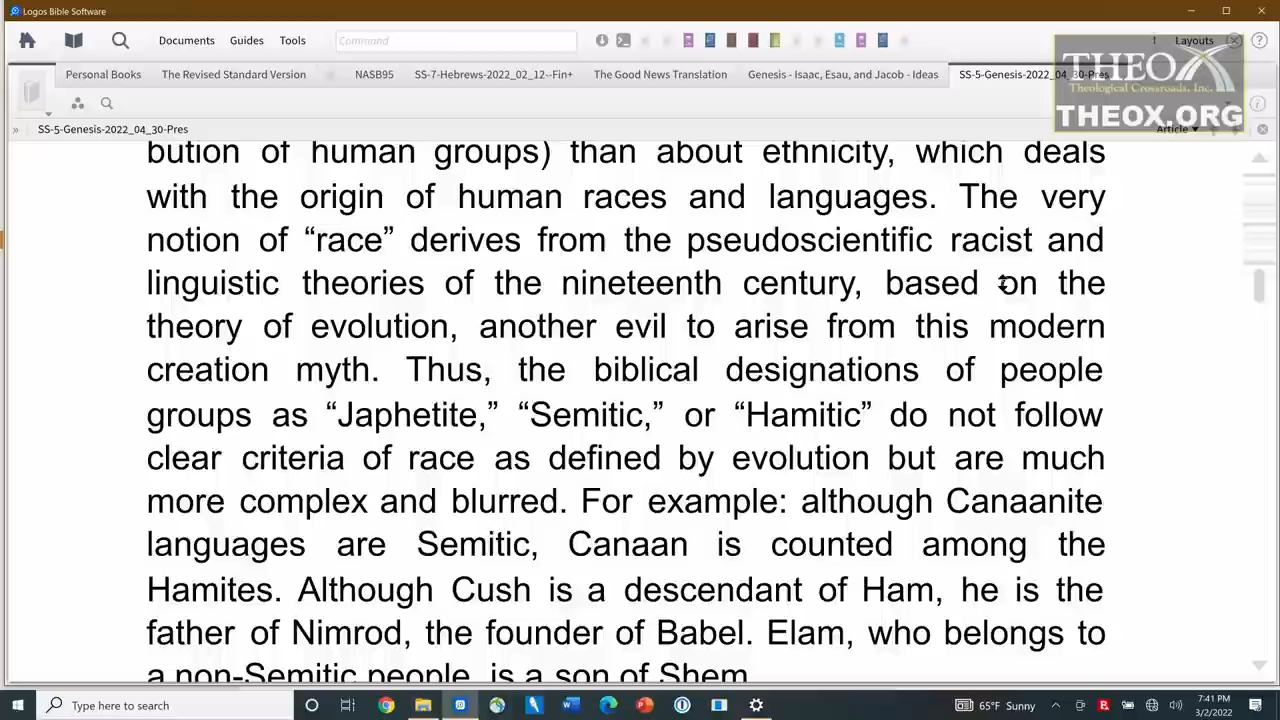 Logos Bible Software
Documents Guides Tools Command Layouts
THEOX
Theological Crossroads, Inc.
THEOX.ORG
Personal Books The Revised Standard Version NASB95 SS-7-Hebrews-2022_02_12--Fin+ The Good News Translation Genesis - Isaac, Esau, and Jacob - Ideas SS-5-Genesis-2022_04_30-Pres
SS-5-Genesis-2022_04_30-Pres Article
bution of human groups) than about ethnicity, which deals
with the origin of human races and languages. The very
notion of “race” derives from the pseudoscientific racist and
linguistic theories of the nineteenth century, based on the
theory of evolution, another evil to arise from this modern
creation myth. Thus, the biblical designations of people
groups as “Japhetite,” “Semitic,” or “Hamitic” do not follow
clear criteria of race as defined by evolution but are much
more complex and blurred. For example: although Canaanite
languages are Semitic, Canaan is counted among the
Hamites. Although Cush is a descendant of Ham, he is the
father of Nimrod, the founder of Babel. Elam, who belongs to
a non-Semitic people, is a son of Shem
Type here to search 65°F Sunny 7:41 PM
3/2/2022